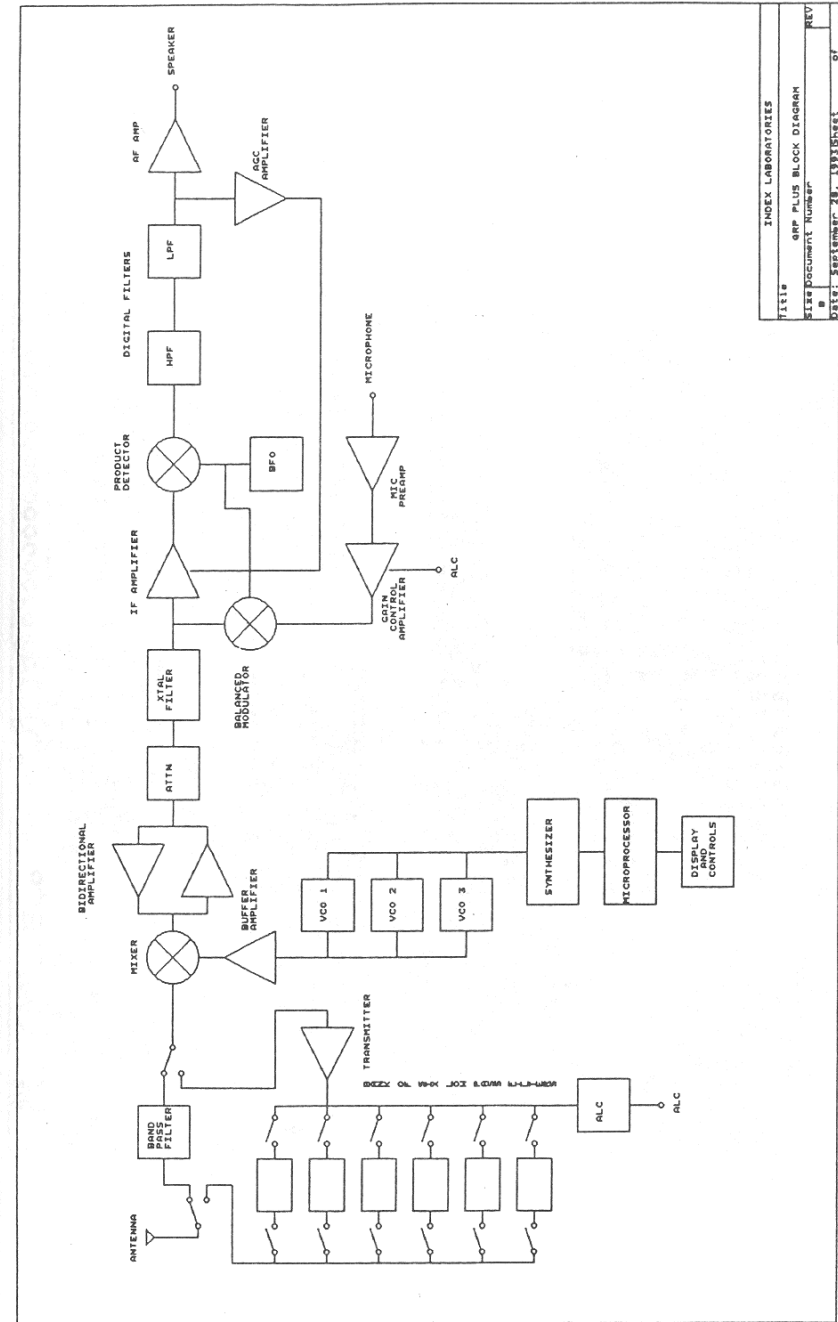 ANTENNA
BAND
PASS
FILTER
MIXER
BIDIRECTIONAL
AMPLIFIER
ATTN
XTAL
FILTER
IF AMPLIFIER
PRODUCT
DETECTOR
DIGITAL FILTERS
HPF
LPF
AF AMP
SPEAKER
AGC
AMPLIFIER
BUFFER
AMPLIFIER
BALANCED
MODULATOR
BFO
TRANSMITTER
VCO 1
VCO 2
VCO 3
GAIN
CONTROL
AMPLIFIER
MIC
PREAMP
MICROPHONE
ALC
SYNTHESIZER
MICROPROCESSOR
DISPLAY
AND
CONTROLS
ALC
ALC
INDEX LABORATORIES
Title
QRP PLUS BLOCK DIAGRAM
Size Document Number
REV
B
Date: September 28, 1993 Sheet of